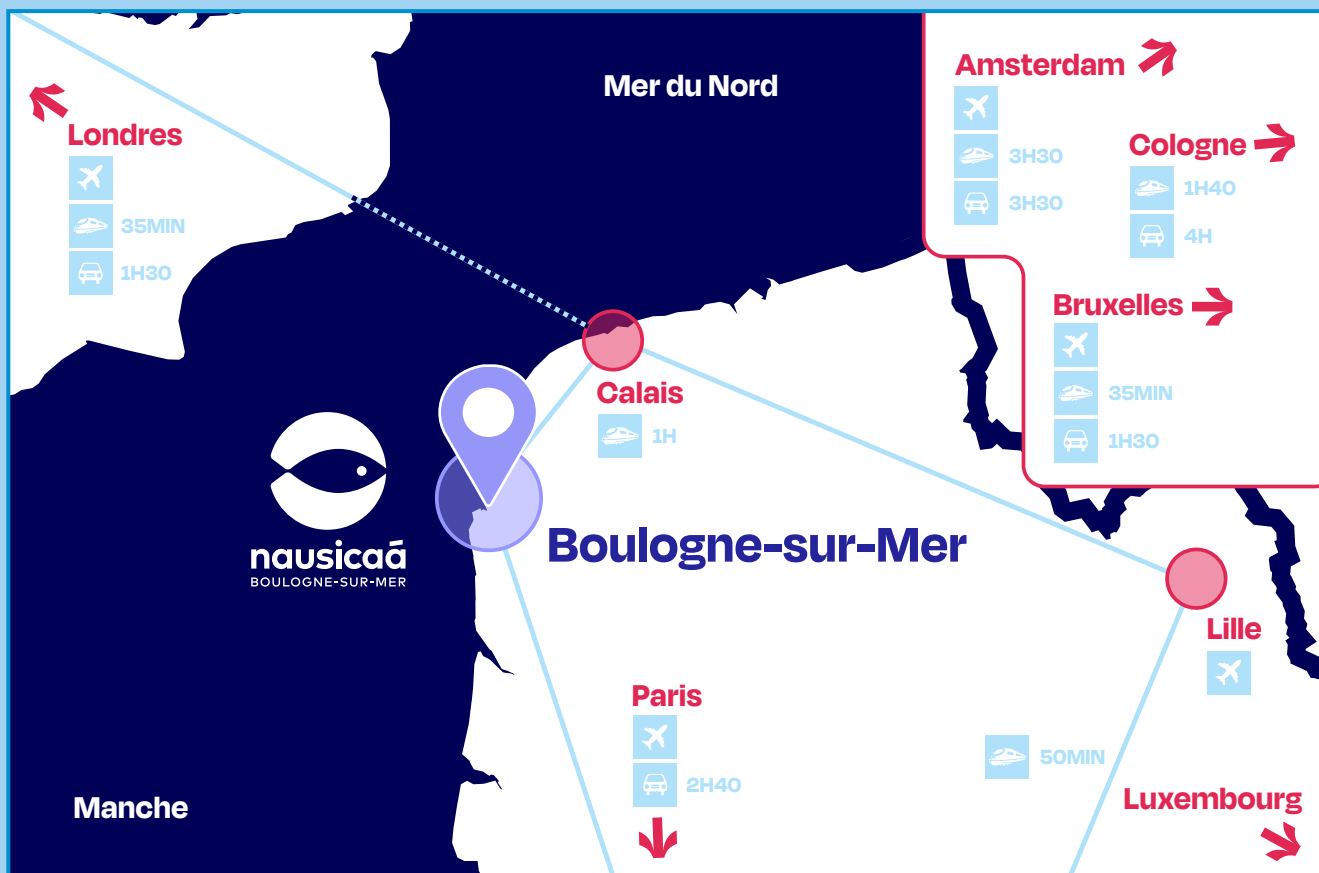 Mer du Nord
Londres
35MIN
1H30
Amsterdam
3H30
3H30
Cologne
1H40
4H
Bruxelles
35MIN
1H30
Calais
1H
nausicaá
BOULOGNE-SUR-MER
Boulogne-sur-Mer
Lille
Paris
2H40
50MIN
Luxembourg
Manche